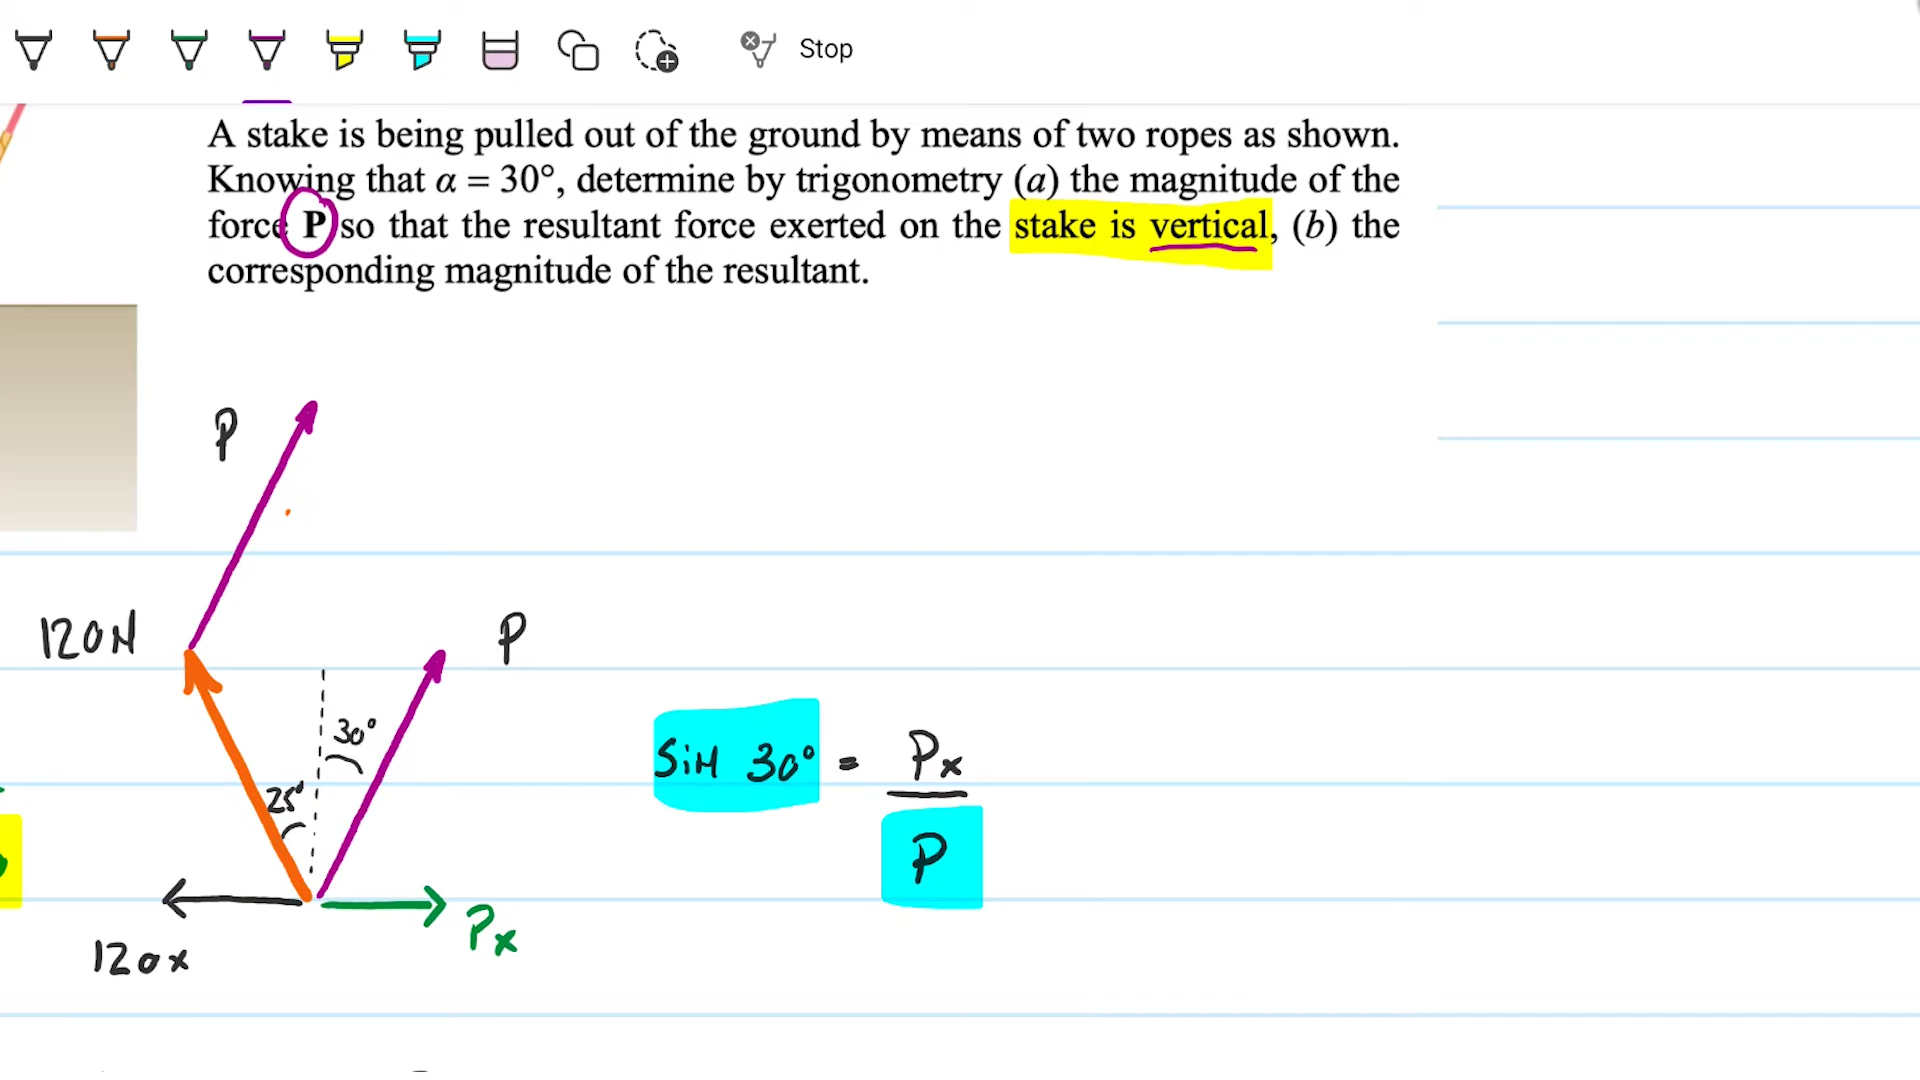 Stop
A stake is being pulled out of the ground by means of two ropes as shown.
Knowing that α = 30°, determine by trigonometry (a) the magnitude of the
force P so that the resultant force exerted on the stake is vertical, (b) the
corresponding magnitude of the resultant.
P
120N
P
30°
25°
Sin 30° = Px
P
Px
120x